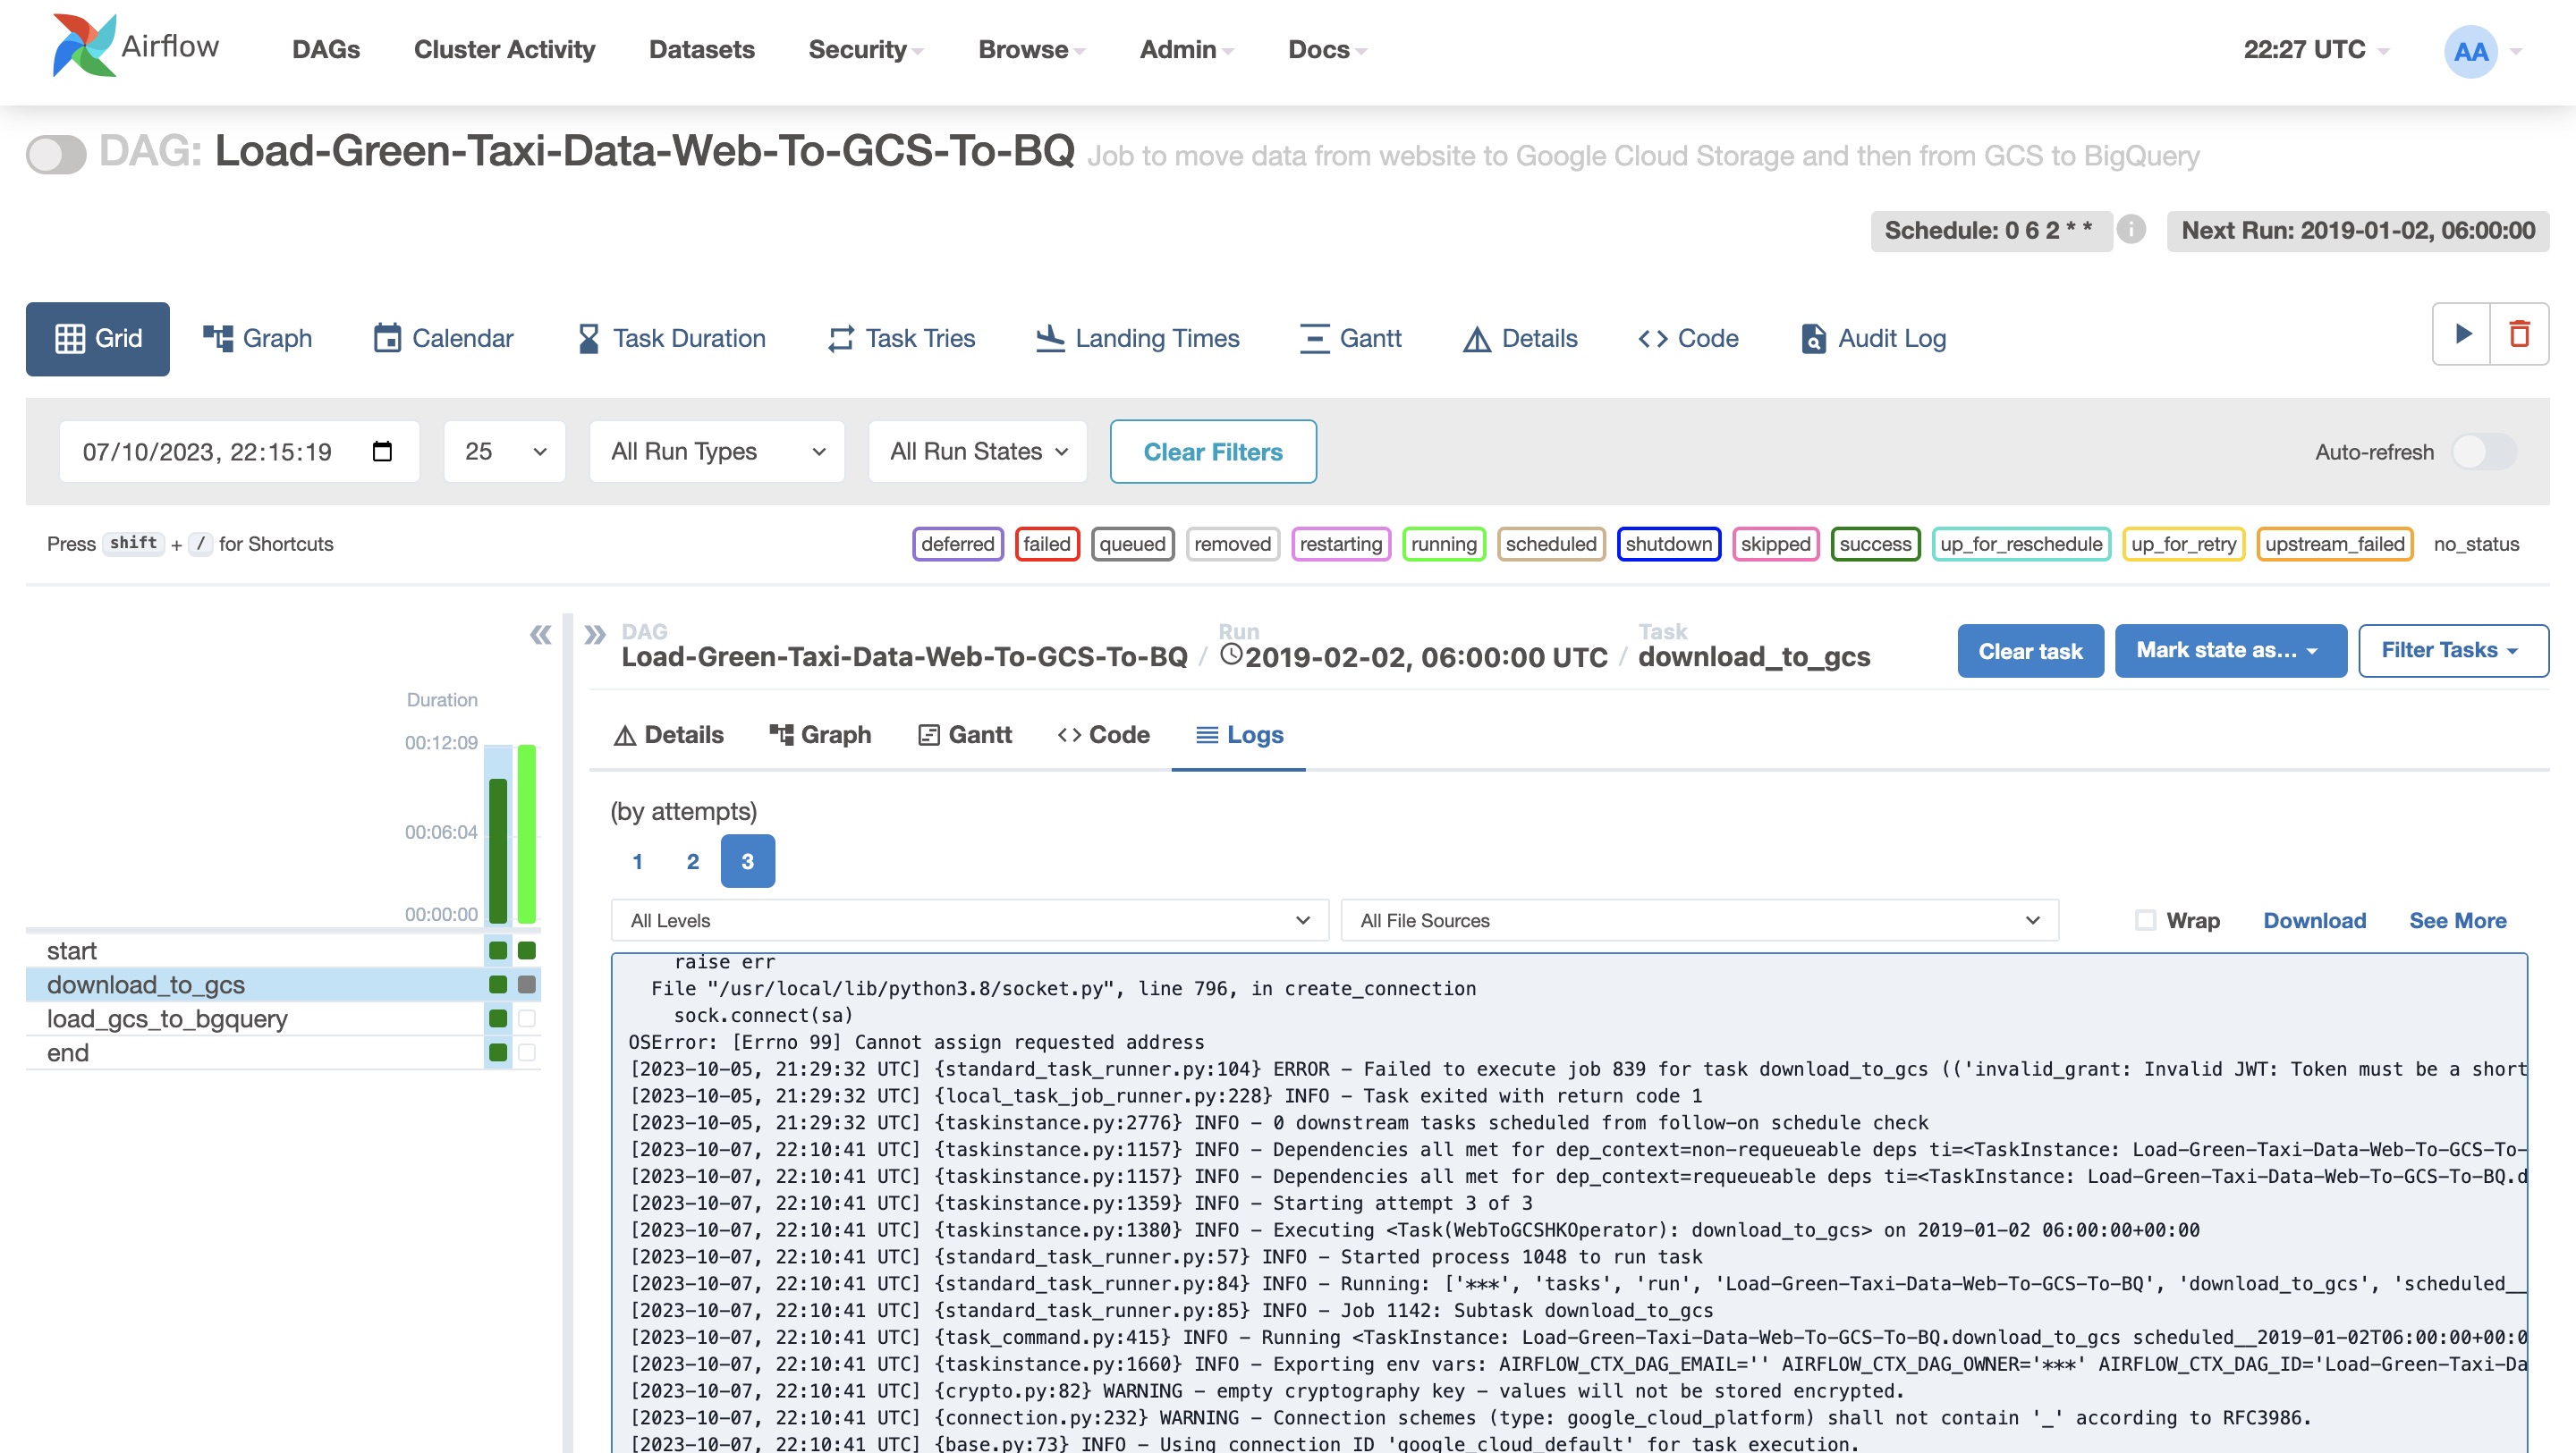 Airflow
DAGs Cluster Activity Datasets Security Browse Admin Docs 22:27 UTC AA
DAG: Load-Green-Taxi-Data-Web-To-GCS-To-BQ Job to move data from website to Google Cloud Storage and then from GCS to BigQuery
Schedule: 0 6 2 * * i Next Run: 2019-01-02, 06:00:00
Grid Graph Calendar Task Duration Task Tries Landing Times Gantt Details Code Audit Log
07/10/2023, 22:15:19 25 All Run Types All Run States Clear Filters Auto-refresh
Press shift + / for Shortcuts deferred failed queued removed restarting running scheduled shutdown skipped success up_for_reschedule up_for_retry upstream_failed no_status
DAG Run Task
Load-Green-Taxi-Data-Web-To-GCS-To-BQ / 2019-02-02, 06:00:00 UTC / download_to_gcs Clear task Mark state as... Filter Tasks
Duration
00:12:09
00:06:04
00:00:00
start
download_to_gcs
load_gcs_to_bgquery
end
Details Graph Gantt Code Logs
(by attempts)
1 2 3
All Levels All File Sources Wrap Download See More
raise err
File "/usr/local/lib/python3.8/socket.py", line 796, in create_connection
sock.connect(sa)
OSError: [Errno 99] Cannot assign requested address
[2023-10-05, 21:29:32 UTC] {standard_task_runner.py:104} ERROR - Failed to execute job 839 for task download_to_gcs (('invalid_grant: Invalid JWT: Token must be a short
[2023-10-05, 21:29:32 UTC] {local_task_job_runner.py:228} INFO - Task exited with return code 1
[2023-10-05, 21:29:32 UTC] {taskinstance.py:2776} INFO - 0 downstream tasks scheduled from follow-on schedule check
[2023-10-07, 22:10:41 UTC] {taskinstance.py:1157} INFO - Dependencies all met for dep_context=non-requeueable deps ti=<TaskInstance: Load-Green-Taxi-Data-Web-To-GCS-To-
[2023-10-07, 22:10:41 UTC] {taskinstance.py:1157} INFO - Dependencies all met for dep_context=requeueable deps ti=<TaskInstance: Load-Green-Taxi-Data-Web-To-GCS-To-BQ.d
[2023-10-07, 22:10:41 UTC] {taskinstance.py:1359} INFO - Starting attempt 3 of 3
[2023-10-07, 22:10:41 UTC] {taskinstance.py:1380} INFO - Executing <Task(WebToGCSHKOperator): download_to_gcs> on 2019-01-02 06:00:00+00:00
[2023-10-07, 22:10:41 UTC] {standard_task_runner.py:57} INFO - Started process 1048 to run task
[2023-10-07, 22:10:41 UTC] {standard_task_runner.py:84} INFO - Running: ['***', 'tasks', 'run', 'Load-Green-Taxi-Data-Web-To-GCS-To-BQ', 'download_to_gcs', 'scheduled__
[2023-10-07, 22:10:41 UTC] {standard_task_runner.py:85} INFO - Job 1142: Subtask download_to_gcs
[2023-10-07, 22:10:41 UTC] {task_command.py:415} INFO - Running <TaskInstance: Load-Green-Taxi-Data-Web-To-GCS-To-BQ.download_to_gcs scheduled__2019-01-02T06:00:00+00:0
[2023-10-07, 22:10:41 UTC] {taskinstance.py:1660} INFO - Exporting env vars: AIRFLOW_CTX_DAG_EMAIL='' AIRFLOW_CTX_DAG_OWNER='***' AIRFLOW_CTX_DAG_ID='Load-Green-Taxi-Da
[2023-10-07, 22:10:41 UTC] {crypto.py:82} WARNING - empty cryptography key - values will not be stored encrypted.
[2023-10-07, 22:10:41 UTC] {connection.py:232} WARNING - Connection schemes (type: google_cloud_platform) shall not contain '_' according to RFC3986.
[2023-10-07, 22:10:41 UTC] {base.py:73} INFO - Using connection ID 'google_cloud_default' for task execution.